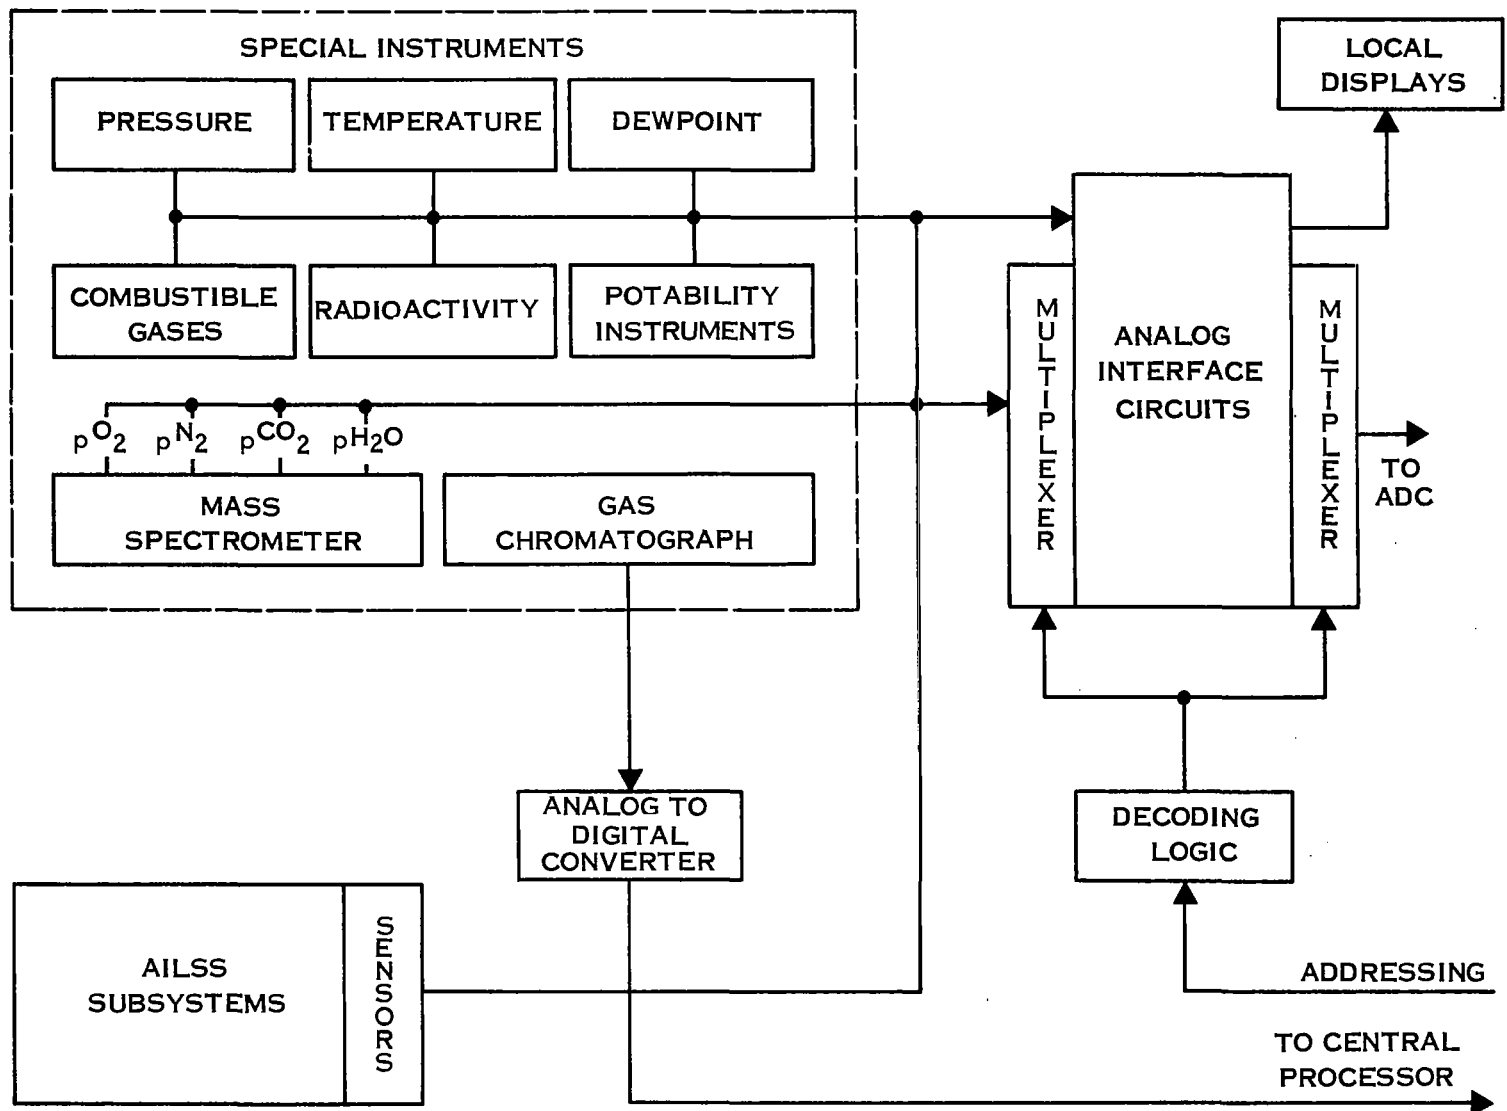 SPECIAL INSTRUMENTS
PRESSURE
TEMPERATURE
DEWPOINT
COMBUSTIBLE
GASES
RADIOACTIVITY
POTABILITY
INSTRUMENTS
pO2
pN2
pCO2
pH2O
MASS
SPECTROMETER
GAS
CHROMATOGRAPH
LOCAL
DISPLAYS
MULTIPLEXER
ANALOG
INTERFACE
CIRCUITS
MULTIPLEXER
TO
ADC
ANALOG TO
DIGITAL
CONVERTER
DECODING
LOGIC
AILSS
SUBSYSTEMS
SENSORS
ADDRESSING
TO CENTRAL
PROCESSOR